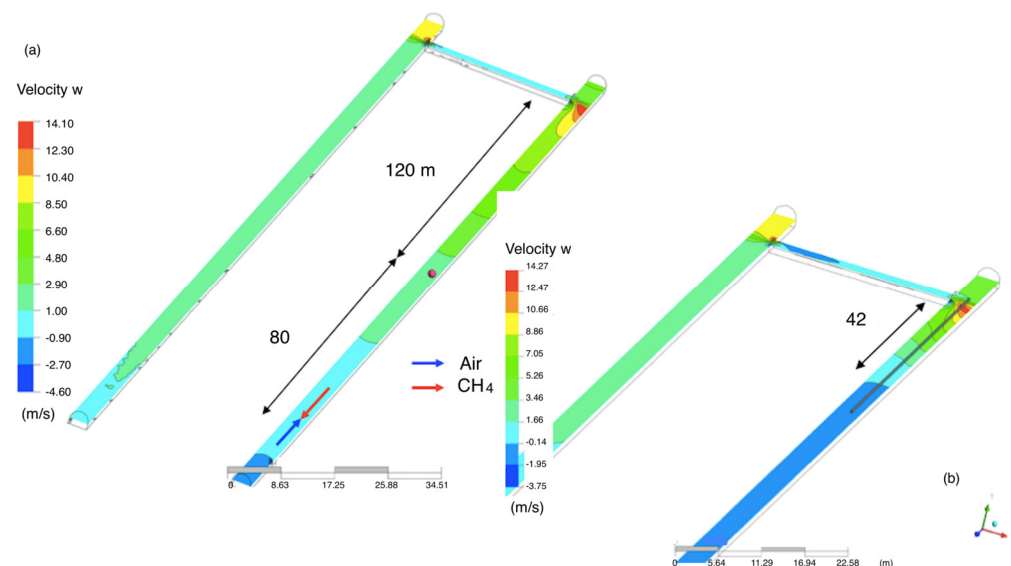 (a)
Velocity w
14.10
12.30
10.40
8.50
6.60
4.80
2.90
1.00
-0.90
-2.70
-4.60
(m/s)
120 m
80
Air
CH4
0 8.63 17.25 25.88 34.51
Velocity w
14.27
12.47
10.66
8.86
7.05
5.26
3.46
1.66
-0.14
-1.95
-3.75
(m/s)
42
(b)
0 5.64 11.29 16.94 22.58 (m)